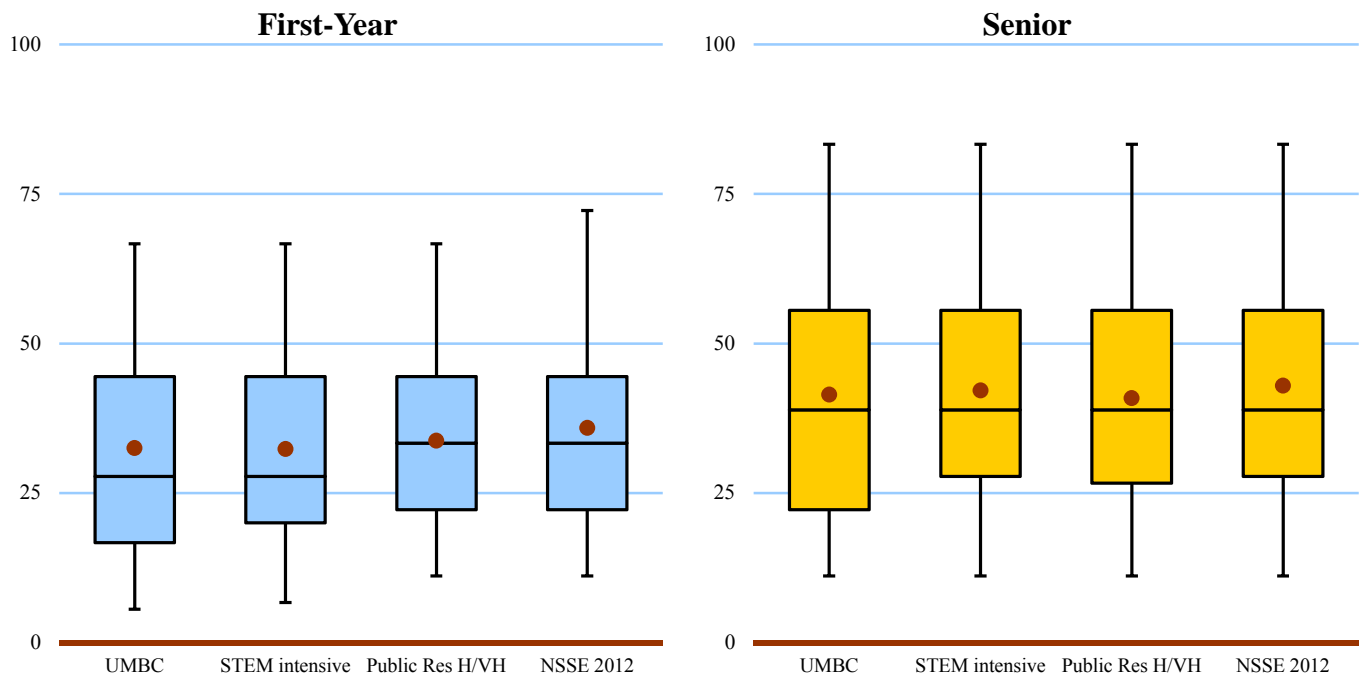 First-Year
100
75
50
25
0
UMBC STEM intensive Public Res H/VH NSSE 2012
Senior
100
75
50
25
0
UMBC STEM intensive Public Res H/VH NSSE 2012